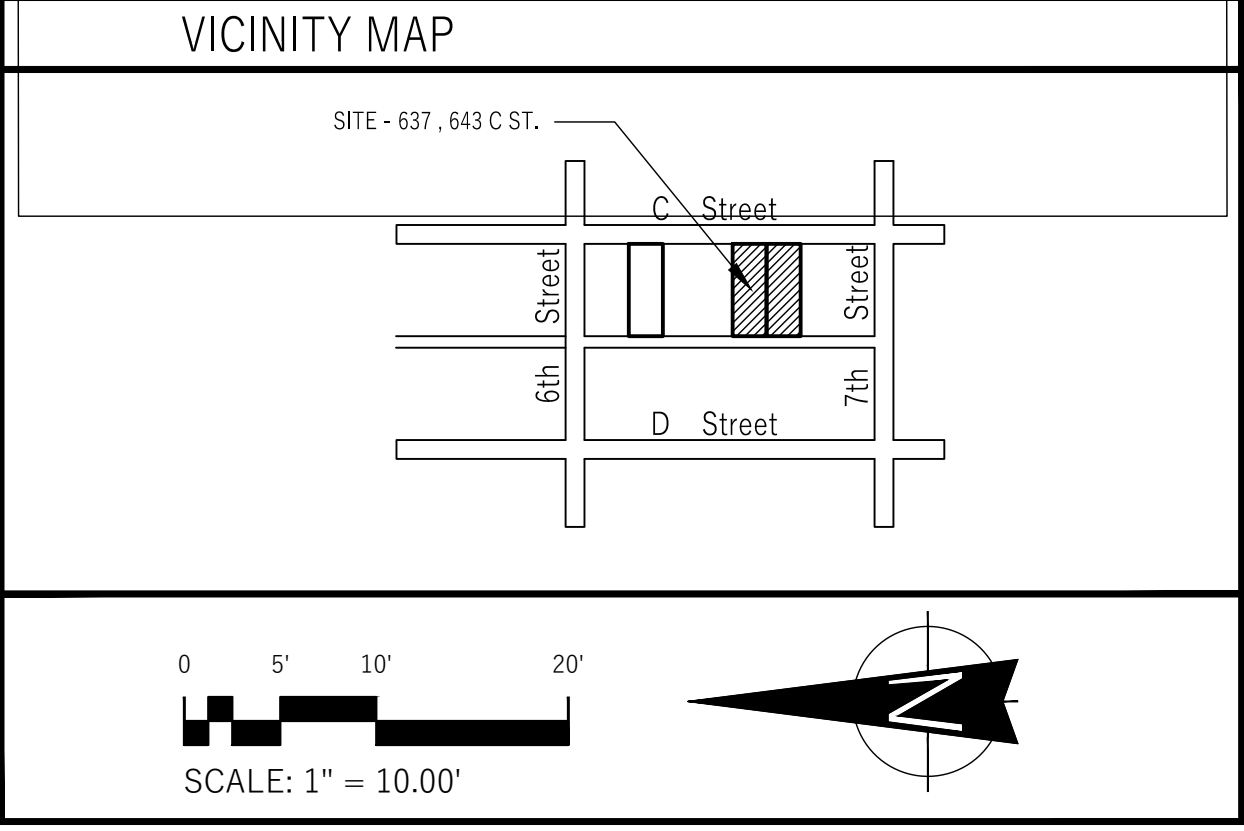 VICINITY MAP
SITE - 637 , 643 C ST.
C Street
6th Street
7th Street
D Street
0 5' 10' 20'
SCALE: 1" = 10.00'
N